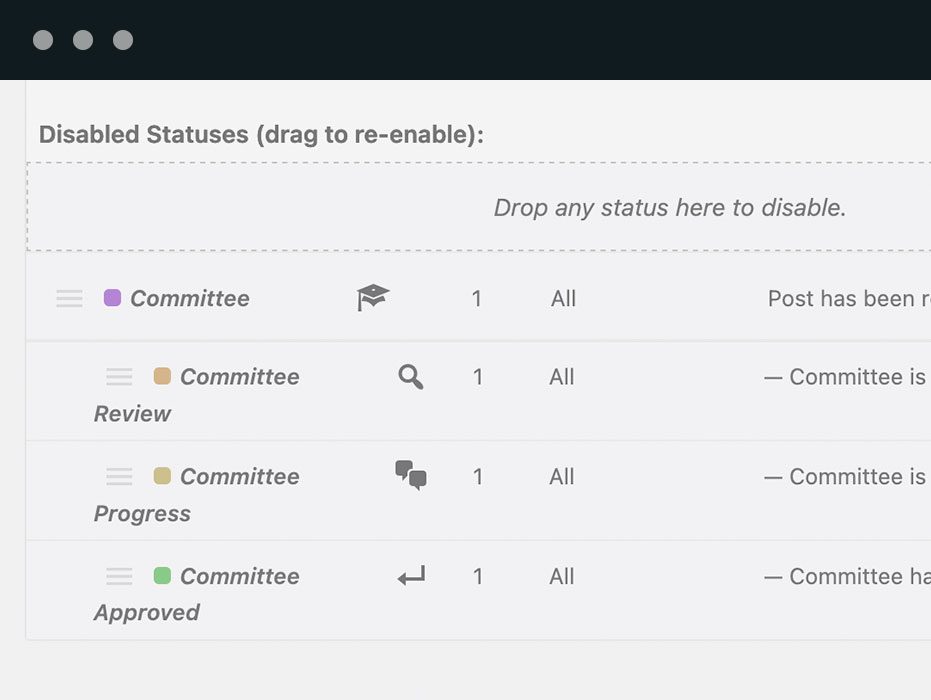 Disabled Statuses (drag to re-enable):
Drop any status here to disable.
Committee 1 All Post has been
Committee 1 All — Committee is
Review
Committee 1 All — Committee is
Progress
Committee 1 All — Committee
Approved